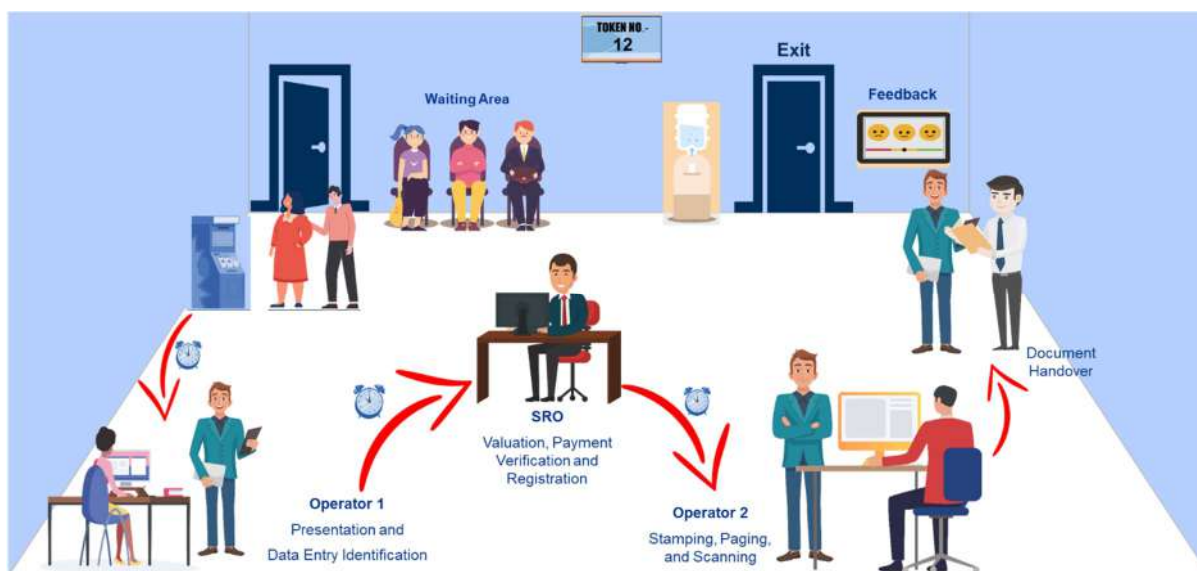 TOKEN NO.-
12
Exit
Waiting Area
Feedback
Document
Handover
SRO
Valuation, Payment
Verification and
Registration
Operator 1
Presentation and
Data Entry Identification
Operator 2
Stamping, Paging,
and Scanning